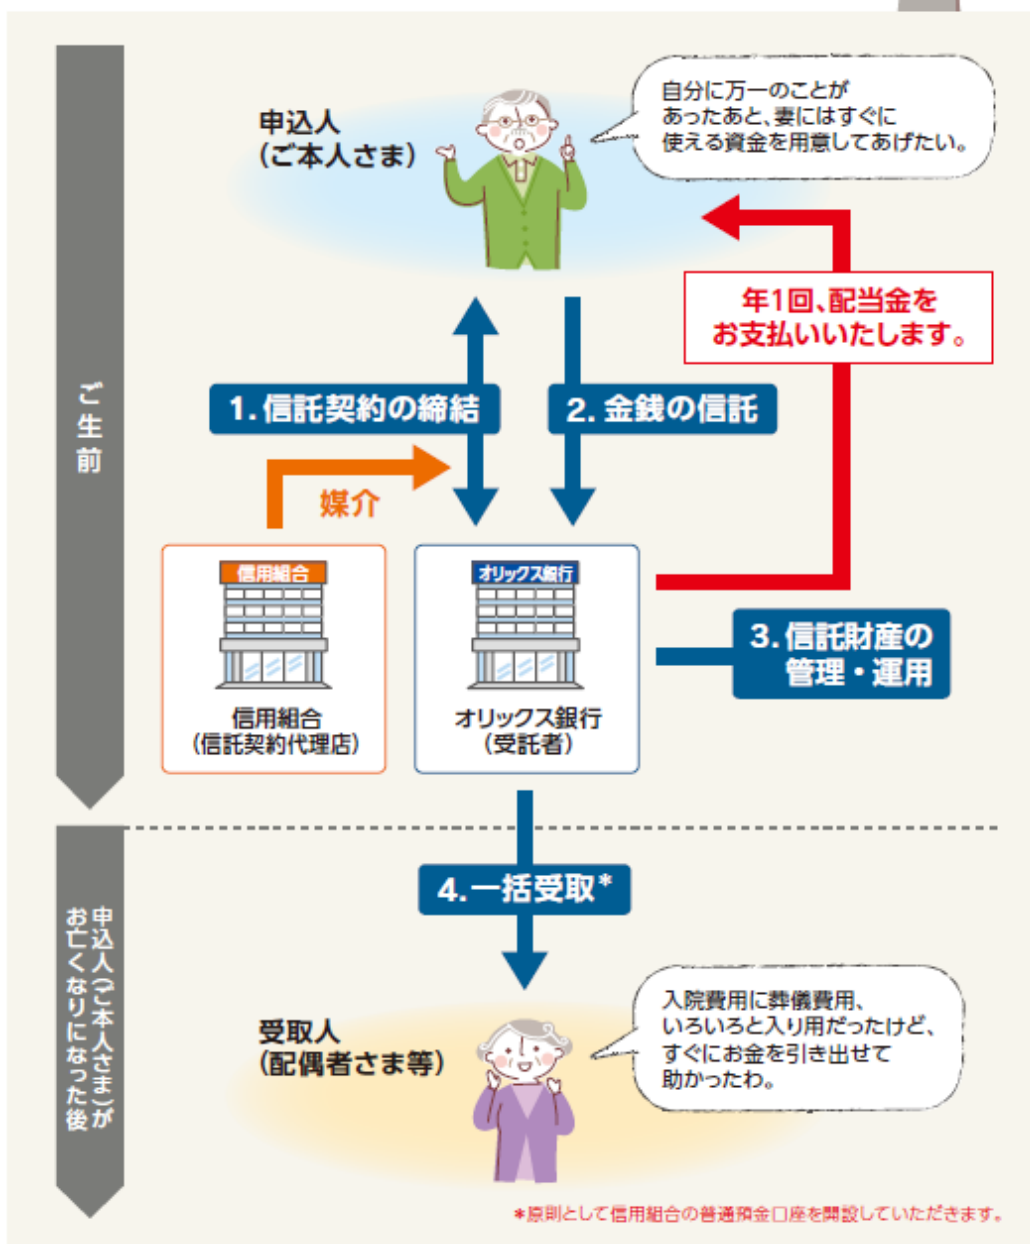 ご生前
申込人
（ご本人さま）
自分に万一のことが
あったあと、妻にはすぐに
使える資金を用意してあげたい。
年1回、配当金を
お支払いいたします。
1. 信託契約の締結
2. 金銭の信託
媒介
信用組合
信用組合
（信託契約代理店）
オリックス銀行
オリックス銀行
（受託者）
3. 信託財産の
管理・運用
申込人（ご本人さま）が
お亡くなりになった後
4. 一括受取*
受取人
（配偶者さま等）
入院費用に葬儀費用、
いろいろと入り用だったけど、
すぐにお金を引き出せて
助かったわ。
*原則として信用組合の普通預金口座を開設していただきます。